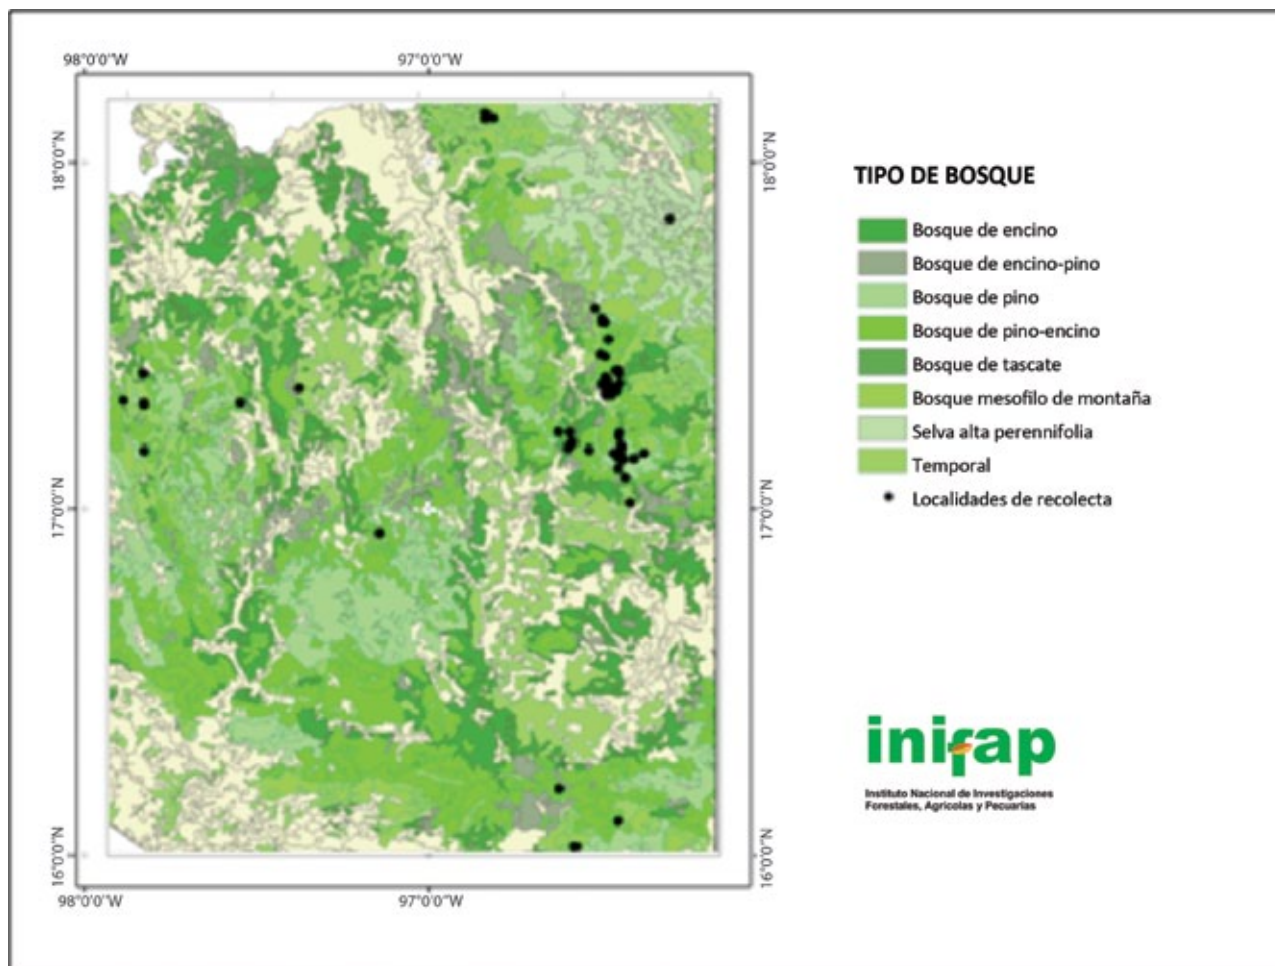 98°0'0"W
97°0'0"W
18°0'0"N
18°0'0"N
17°0'0"N
17°0'0"N
16°0'0"N
16°0'0"N
98°0'0"W
97°0'0"W
TIPO DE BOSQUE
Bosque de encino
Bosque de encino-pino
Bosque de pino
Bosque de pino-encino
Bosque de tascate
Bosque mesofilo de montaña
Selva alta perennifolia
Temporal
Localidades de recolecta
inifap
Instituto Nacional de Investigaciones
Forestales, Agrícolas y Pecuarias